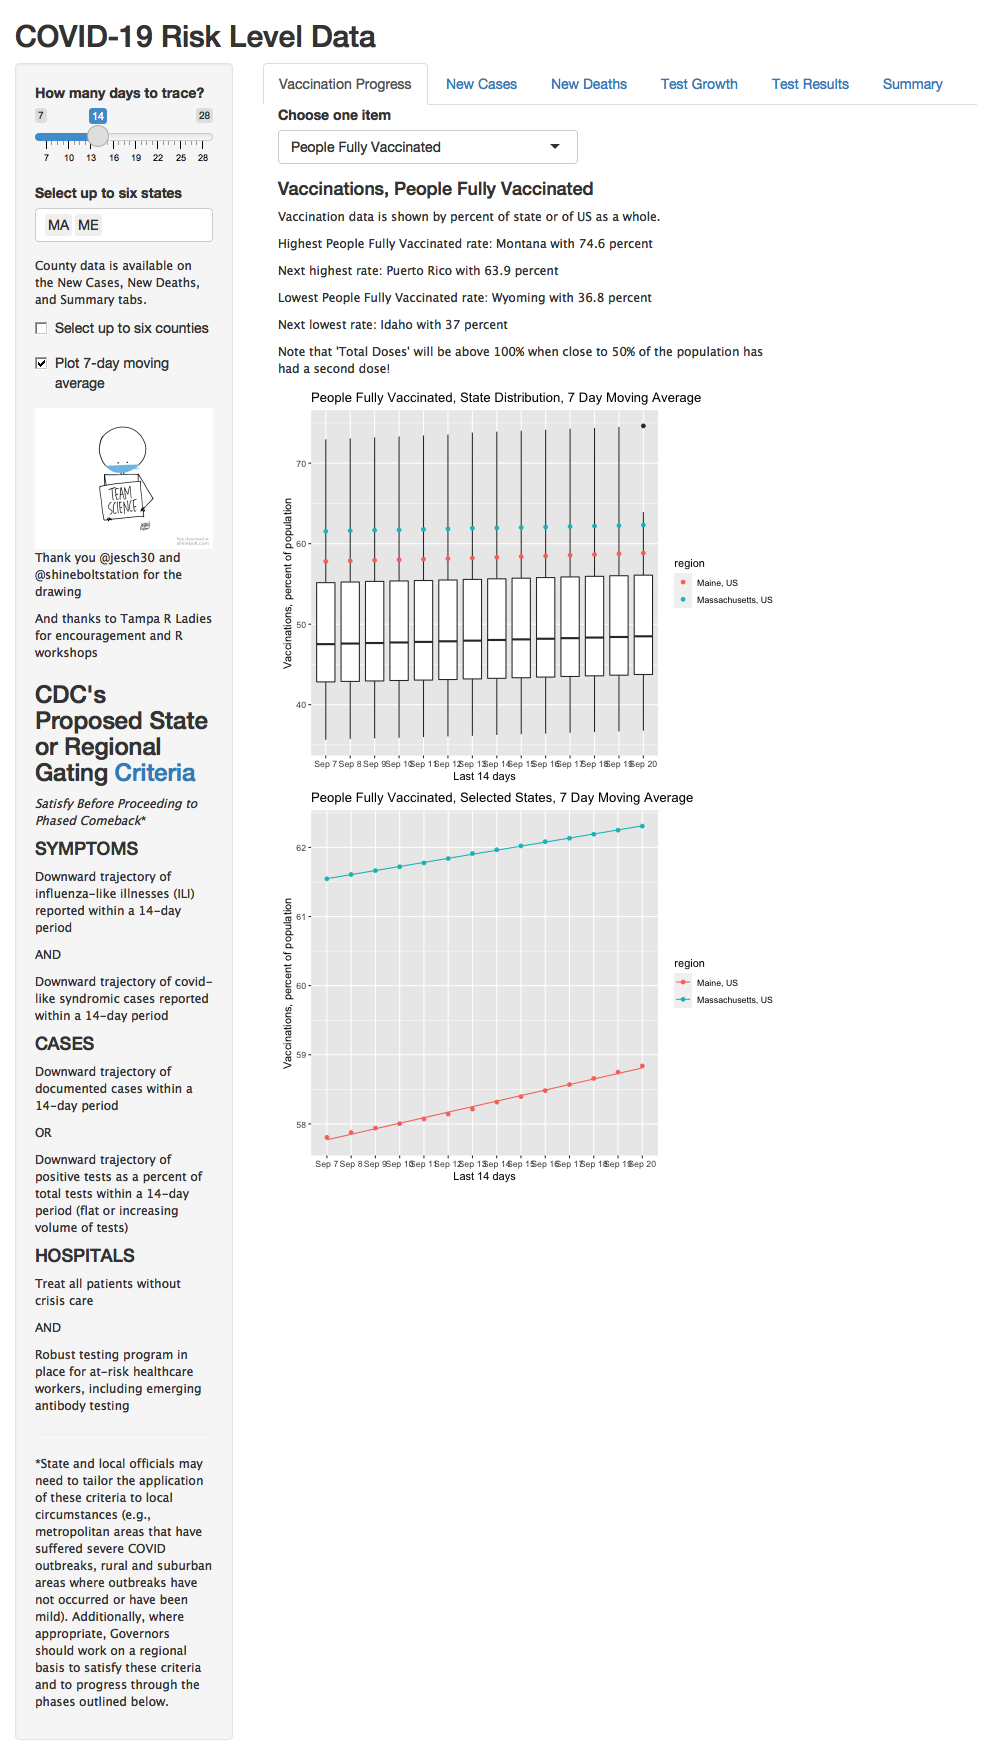 COVID-19 Risk Level Data
How many days to trace?
7 14 28
7 10 13 16 19 22 25 28
Select up to six states
MA ME
County data is available on
the New Cases, New Deaths,
and Summary tabs.
Select up to six counties
Plot 7-day moving
average
TEAM
SCIENCE
Thank you @jesch30 and
@shineboltstation for the
drawing
And thanks to Tampa R Ladies
for encouragement and R
workshops
CDC's
Proposed State
or Regional
Gating Criteria
Satisfy Before Proceeding to
Phased Comeback*
SYMPTOMS
Downward trajectory of
influenza-like illnesses (ILI)
reported within a 14-day
period
AND
Downward trajectory of covid-
like syndromic cases reported
within a 14-day period
CASES
Downward trajectory of
documented cases within a
14-day period
OR
Downward trajectory of
positive tests as a percent of
total tests within a 14-day
period (flat or increasing
volume of tests)
HOSPITALS
Treat all patients without
crisis care
AND
Robust testing program in
place for at-risk healthcare
workers, including emerging
antibody testing
*State and local officials may
need to tailor the application
of these criteria to local
circumstances (e.g.,
metropolitan areas that have
suffered severe COVID
outbreaks, rural and suburban
areas where outbreaks have
not occurred or have been
mild). Additionally, where
appropriate, Governors
should work on a regional
basis to satisfy these criteria
and to progress through the
phases outlined below.
Vaccination Progress New Cases New Deaths Test Growth Test Results Summary
Choose one item
People Fully Vaccinated
Vaccinations, People Fully Vaccinated
Vaccination data is shown by percent of state or of US as a whole.
Highest People Fully Vaccinated rate: Montana with 74.6 percent
Next highest rate: Puerto Rico with 63.9 percent
Lowest People Fully Vaccinated rate: Wyoming with 36.8 percent
Next lowest rate: Idaho with 37 percent
Note that 'Total Doses' will be above 100% when close to 50% of the population has
had a second dose!
People Fully Vaccinated, State Distribution, 7 Day Moving Average
Vaccinations, percent of population
70
60
50
40
Sep 7 Sep 8 Sep 9 Sep 10 Sep 11 Sep 12 Sep 13 Sep 14 Sep 15 Sep 16 Sep 17 Sep 18 Sep 19 Sep 20
Last 14 days
region
Maine, US
Massachusetts, US
People Fully Vaccinated, Selected States, 7 Day Moving Average
Vaccinations, percent of population
62
61
60
59
58
Sep 7 Sep 8 Sep 9 Sep 10 Sep 11 Sep 12 Sep 13 Sep 14 Sep 15 Sep 16 Sep 17 Sep 18 Sep 19 Sep 20
Last 14 days
region
Maine, US
Massachusetts, US